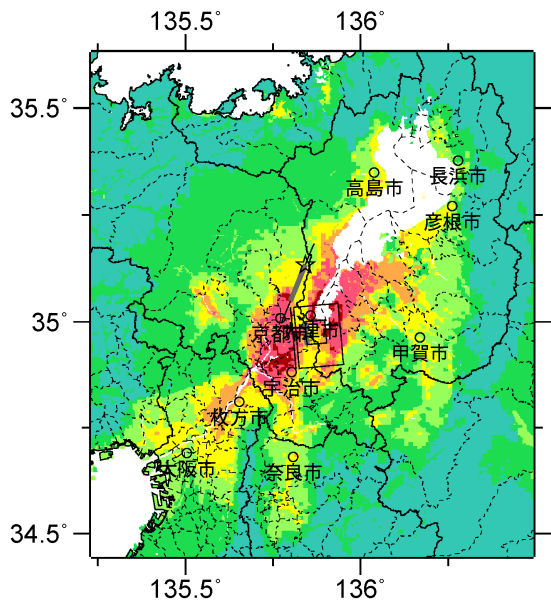 135.5° 136°
35.5°
高島市
長浜市
彦根市
35°
京都市
大津市
甲賀市
宇治市
枚方市
大阪市
奈良市
34.5°
135.5° 136°